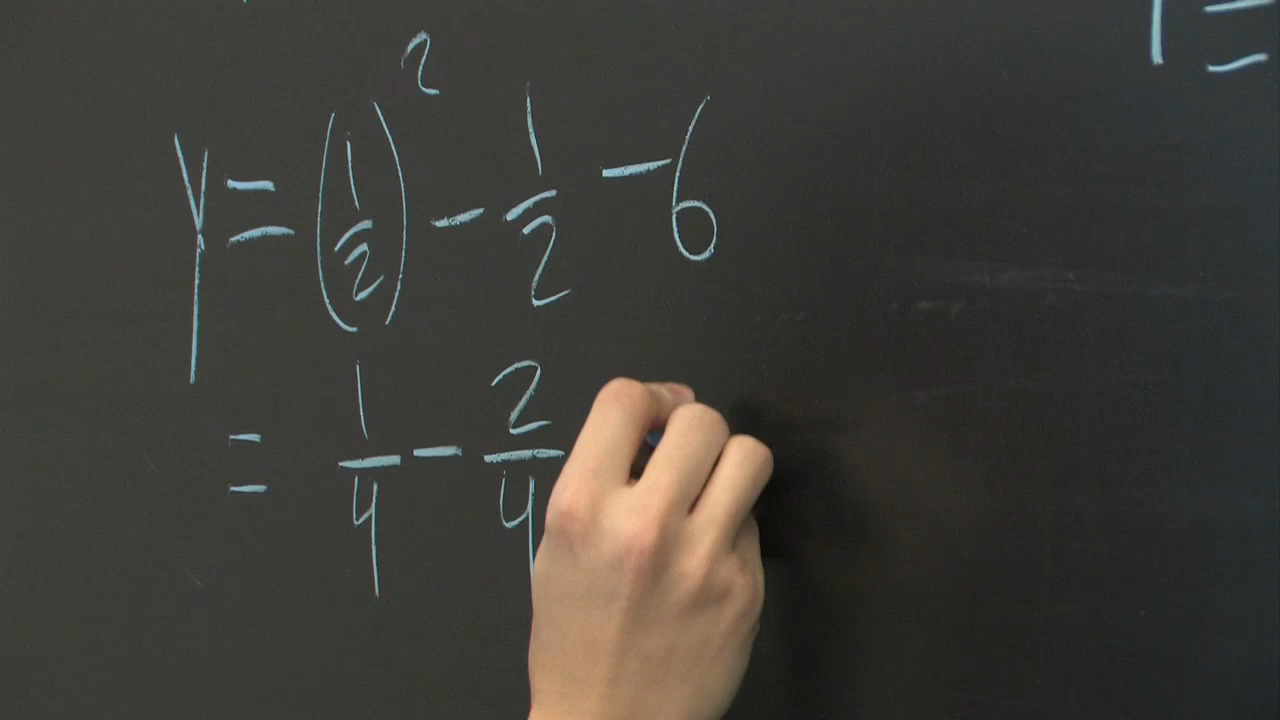 y = (1/2)² - 1/2 - 6
= 1/4 - 2/4